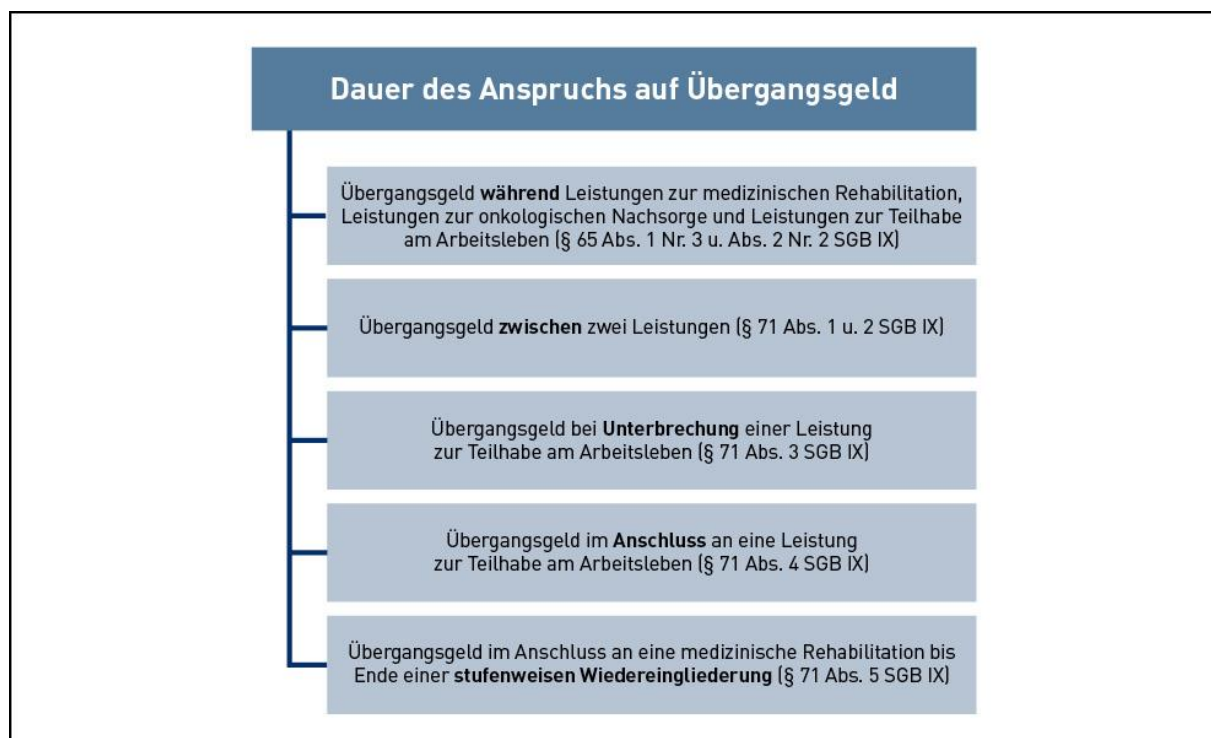 Dauer des Anspruchs auf Übergangsgeld
Übergangsgeld während Leistungen zur medizinischen Rehabilitation,
Leistungen zur onkologischen Nachsorge und Leistungen zur Teilhabe
am Arbeitsleben (§ 65 Abs. 1 Nr. 3 u. Abs. 2 Nr. 2 SGB IX)
Übergangsgeld zwischen zwei Leistungen (§ 71 Abs. 1 u. 2 SGB IX)
Übergangsgeld bei Unterbrechung einer Leistung
zur Teilhabe am Arbeitsleben (§ 71 Abs. 3 SGB IX)
Übergangsgeld im Anschluss an eine Leistung
zur Teilhabe am Arbeitsleben (§ 71 Abs. 4 SGB IX)
Übergangsgeld im Anschluss an eine medizinische Rehabilitation bis
Ende einer stufenweisen Wiedereingliederung (§ 71 Abs. 5 SGB IX)